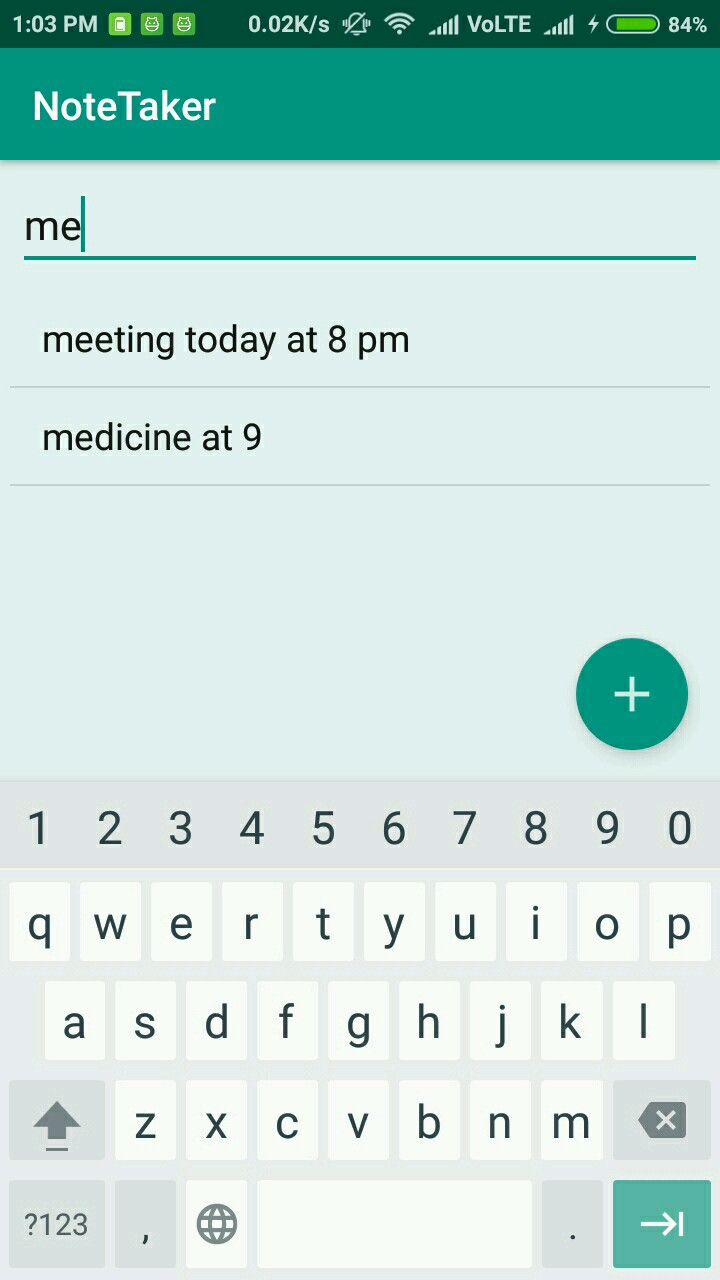 1:03 PM 0.02K/s VoLTE 84%
NoteTaker
me
meeting today at 8 pm
medicine at 9
+
1 2 3 4 5 6 7 8 9 0
q w e r t y u i o p
a s d f g h j k l
z x c v b n m
?123 , .